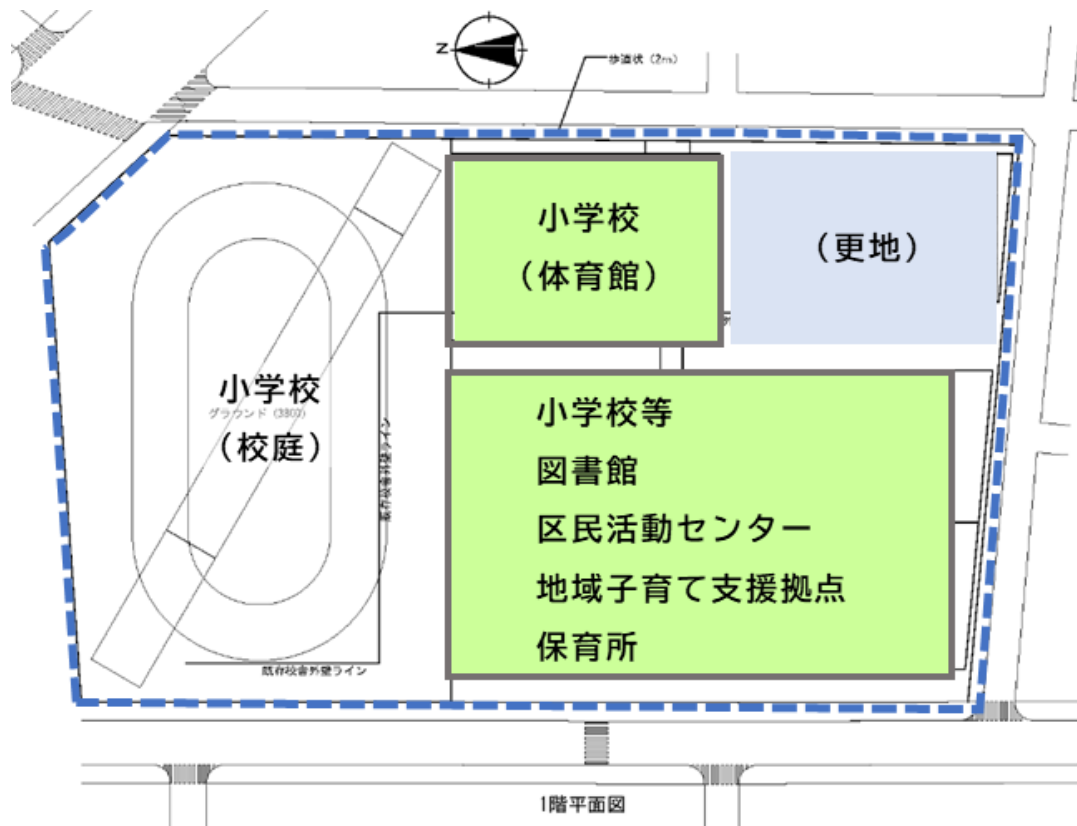 N
歩道状 (2m)
小学校
(体育館)
(更地)
小学校
グラウンド (3800)
(校庭)
既存校舎外壁ライン
小学校等
図書館
区民活動センター
地域子育て支援拠点
保育所
既存校舎外壁ライン
1階平面図